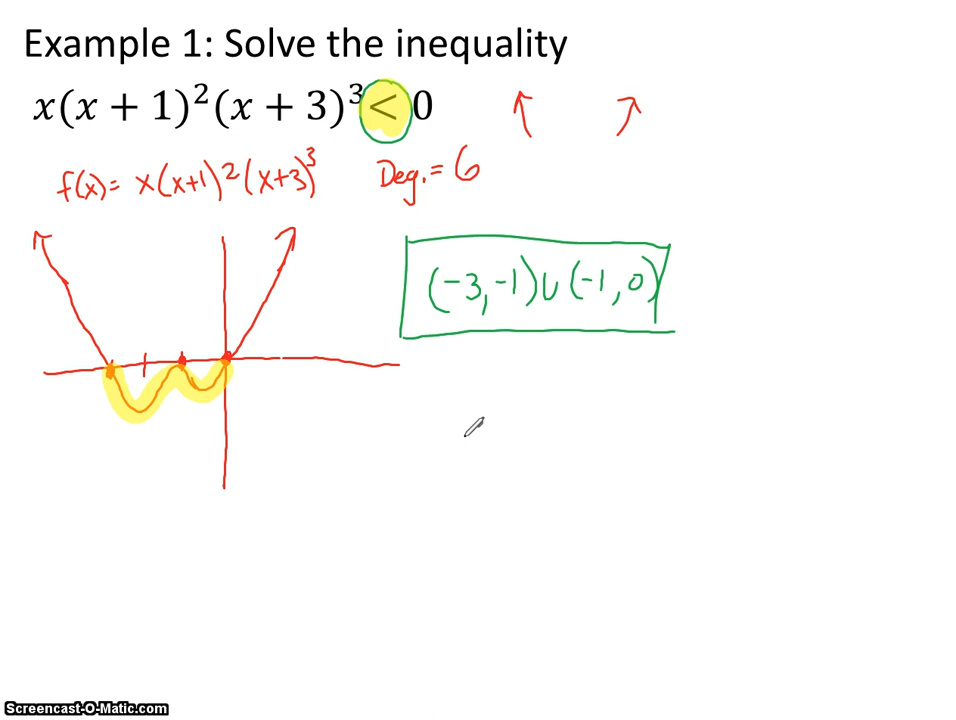 Example 1: Solve the inequality
x(x + 1)²(x + 3)³ < 0
f(x) = x(x+1)²(x+3)³ Deg. = 6
(-3, -1) ∪ (-1, 0)
Screencast-O-Matic.com